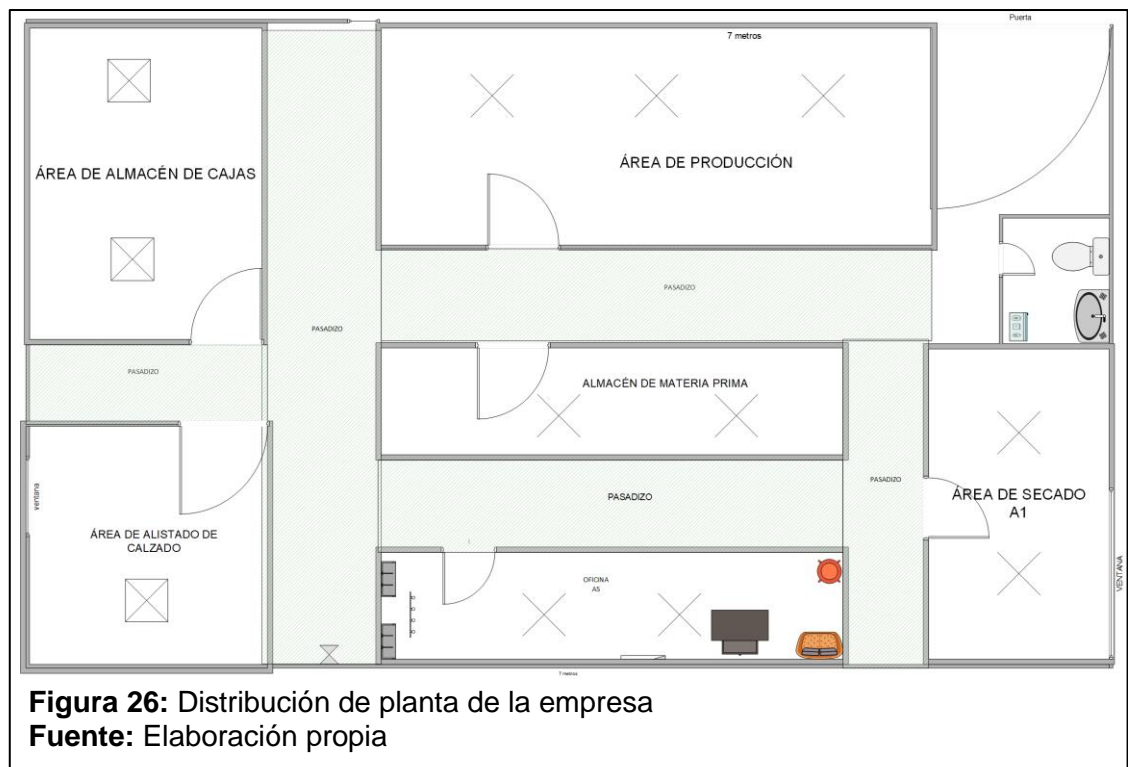 Puerta
7 metros
ÁREA DE ALMACÉN DE CAJAS
ÁREA DE PRODUCCIÓN
PASADIZO
PASADIZO
PASADIZO
ALMACÉN DE MATERIA PRIMA
ventana
PASADIZO
PASADIZO
ÁREA DE SECADO
A1
ÁREA DE ALISTADO DE
CALZADO
OFICINA
A5
VENTANA
7 metros
Figura 26: Distribución de planta de la empresa
Fuente: Elaboración propia